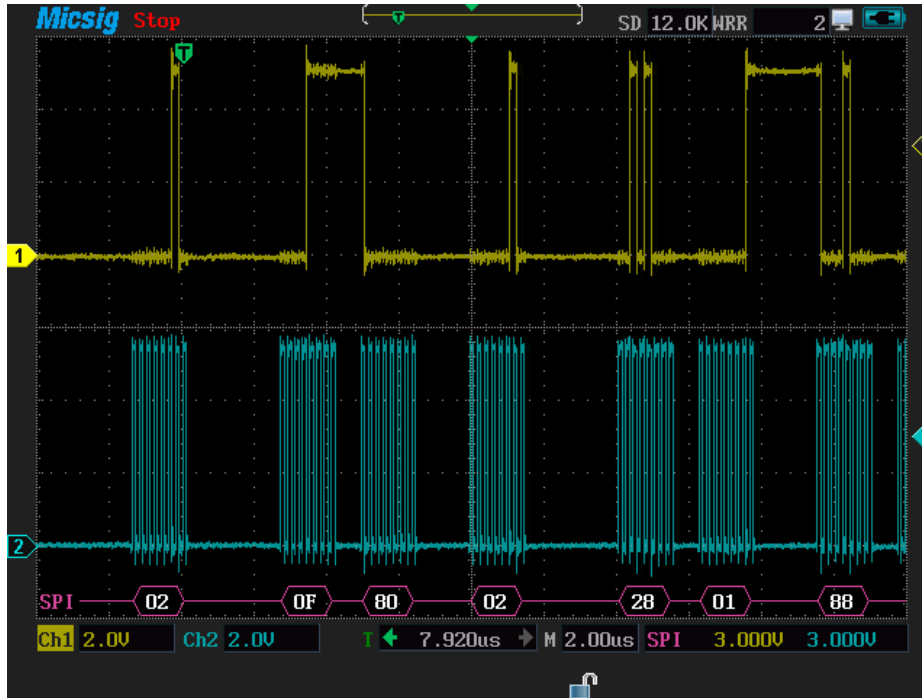 Micsig Stop T SD 12.0K WRR 2
T
1
2
SPI 02 0F 80 02 28 01 88
Ch1 2.0V Ch2 2.0V T 7.920us M 2.00us SPI 3.000V 3.000V